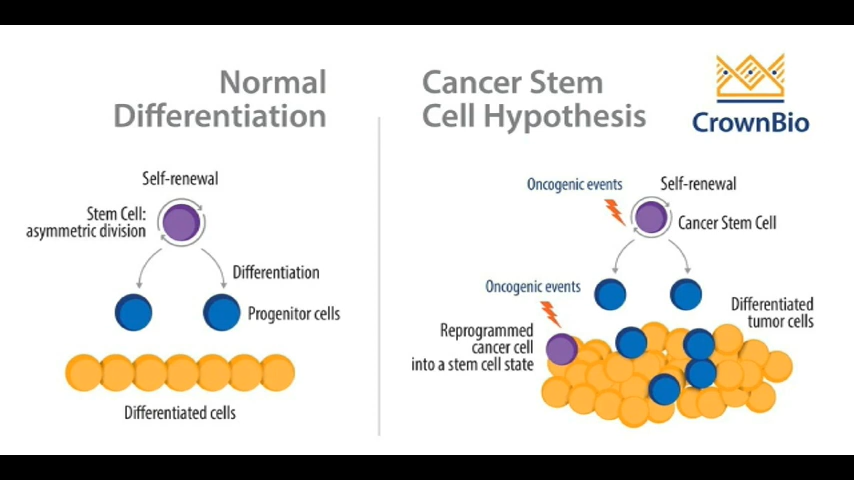 Normal
Differentiation
Self-renewal
Stem Cell:
asymmetric division
Differentiation
Progenitor cells
Differentiated cells
Cancer Stem
Cell Hypothesis
CrownBio
Oncogenic events
Self-renewal
Cancer Stem Cell
Oncogenic events
Differentiated
tumor cells
Reprogrammed
cancer cell
into a stem cell state